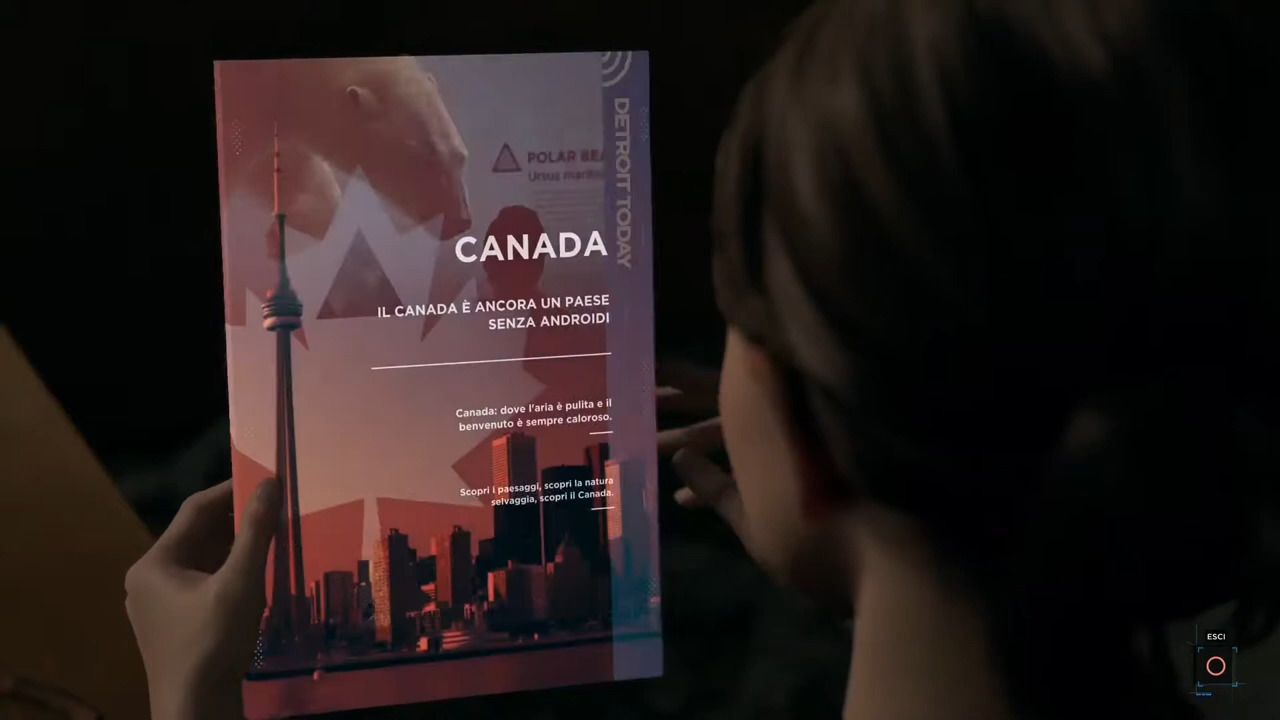 DETROIT TODAY
POLAR BEA
Ursus marit
CANADA
IL CANADA È ANCORA UN PAESE
SENZA ANDROIDI
Canada: dove l'aria è pulita e il
benvenuto è sempre caloroso.
Scopri i paesaggi, scopri la natura
selvaggia, scopri il Canada.
ESCI